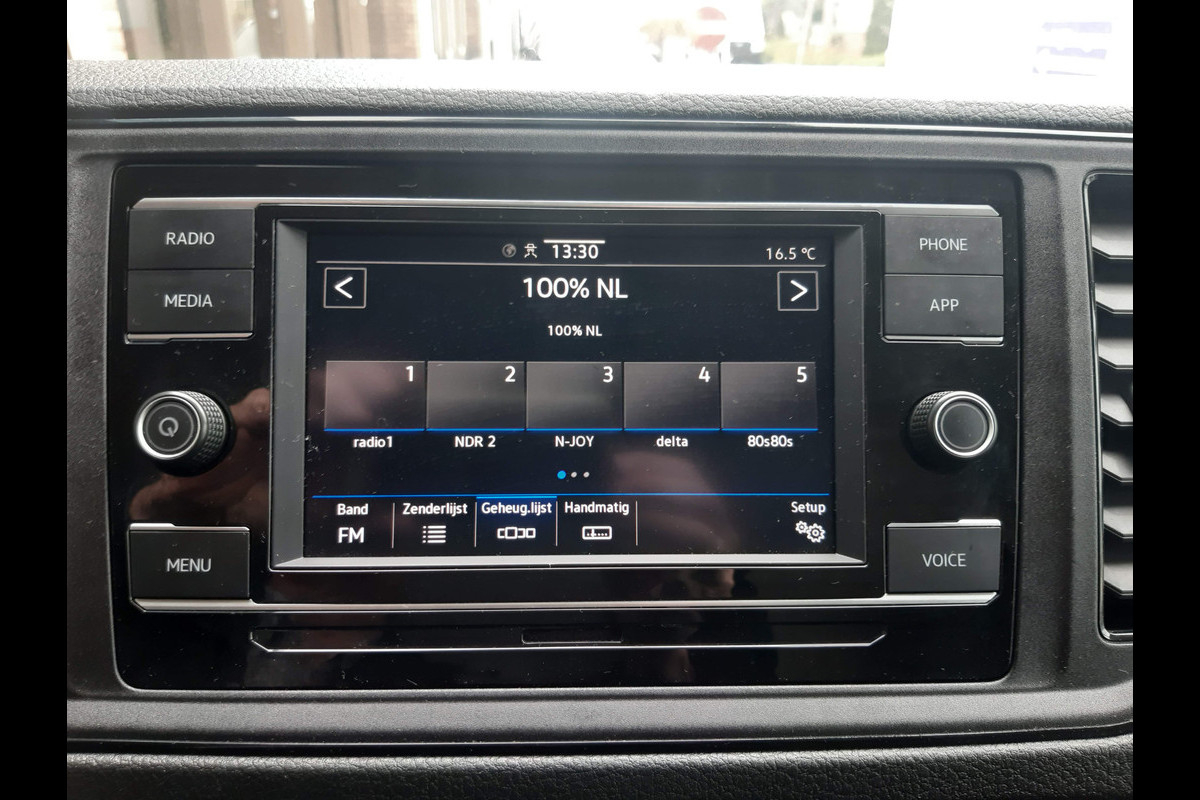 RADIO
MEDIA
MENU
13:30
16.5 °C
<
100% NL
>
100% NL
1 2 3 4 5
radio1 NDR 2 N-JOY delta 80s80s
Band Zenderlijst Geheug.lijst Handmatig Setup
FM
PHONE
APP
VOICE